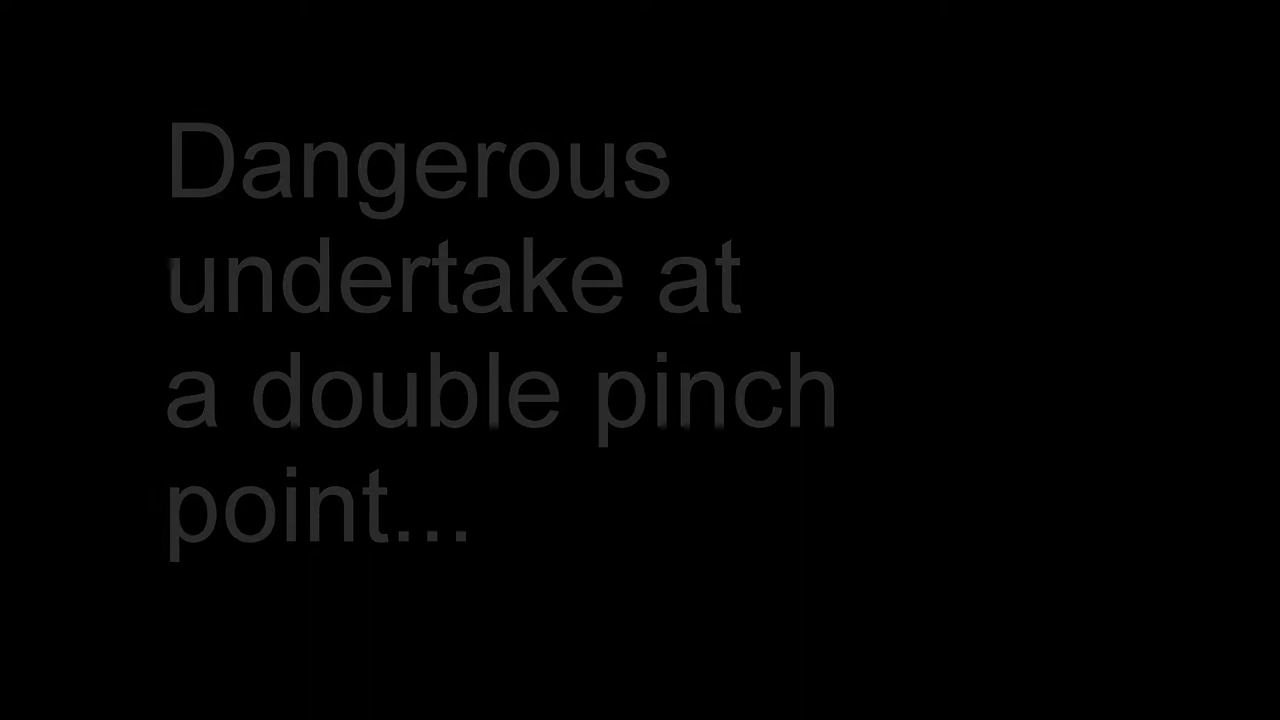 Dangerous
undertake at
a double pinch
point...